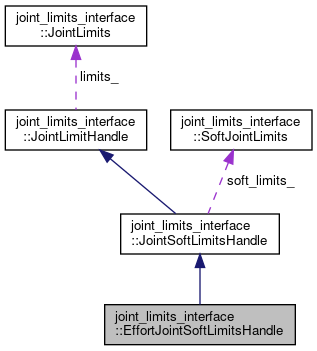 joint_limits_interface
::JointLimits
limits_
joint_limits_interface
::JointLimitHandle
joint_limits_interface
::SoftJointLimits
soft_limits_
joint_limits_interface
::JointSoftLimitsHandle
joint_limits_interface
::EffortJointSoftLimitsHandle